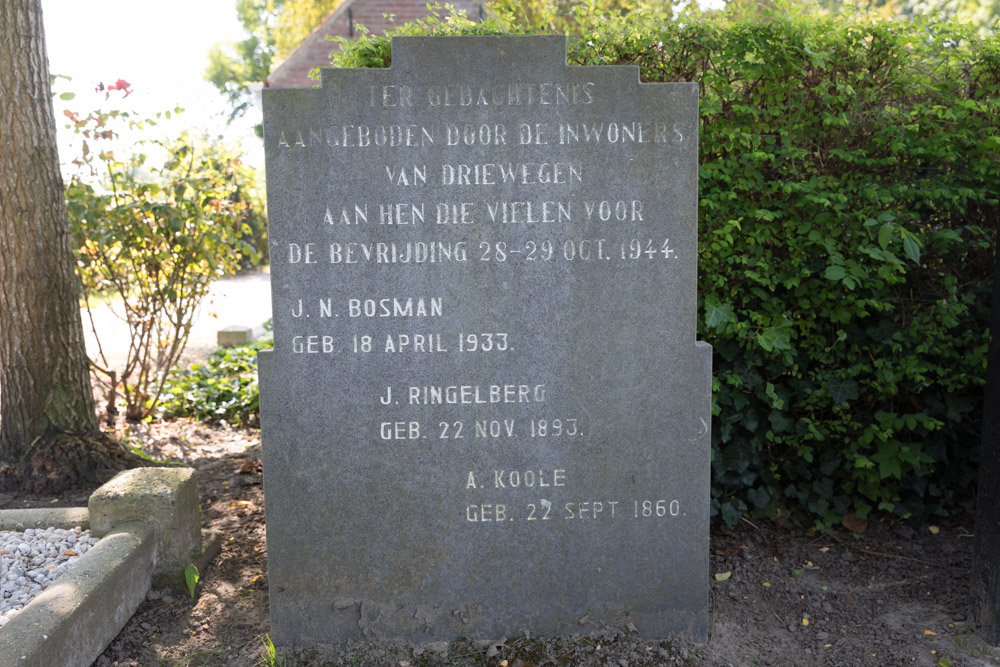 TER GEDACHTENIS
AANGEBODEN DOOR DE INWONERS
VAN DRIEWEGEN
AAN HEN DIE VIELEN VOOR
DE BEVRIJDING 28-29 OCT. 1944.
J. N. BOSMAN
GEB. 18 APRIL 1933.
J. RINGELBERG
GEB. 22 NOV. 1893.
A. KOOLE
GEB. 22 SEPT 1860.